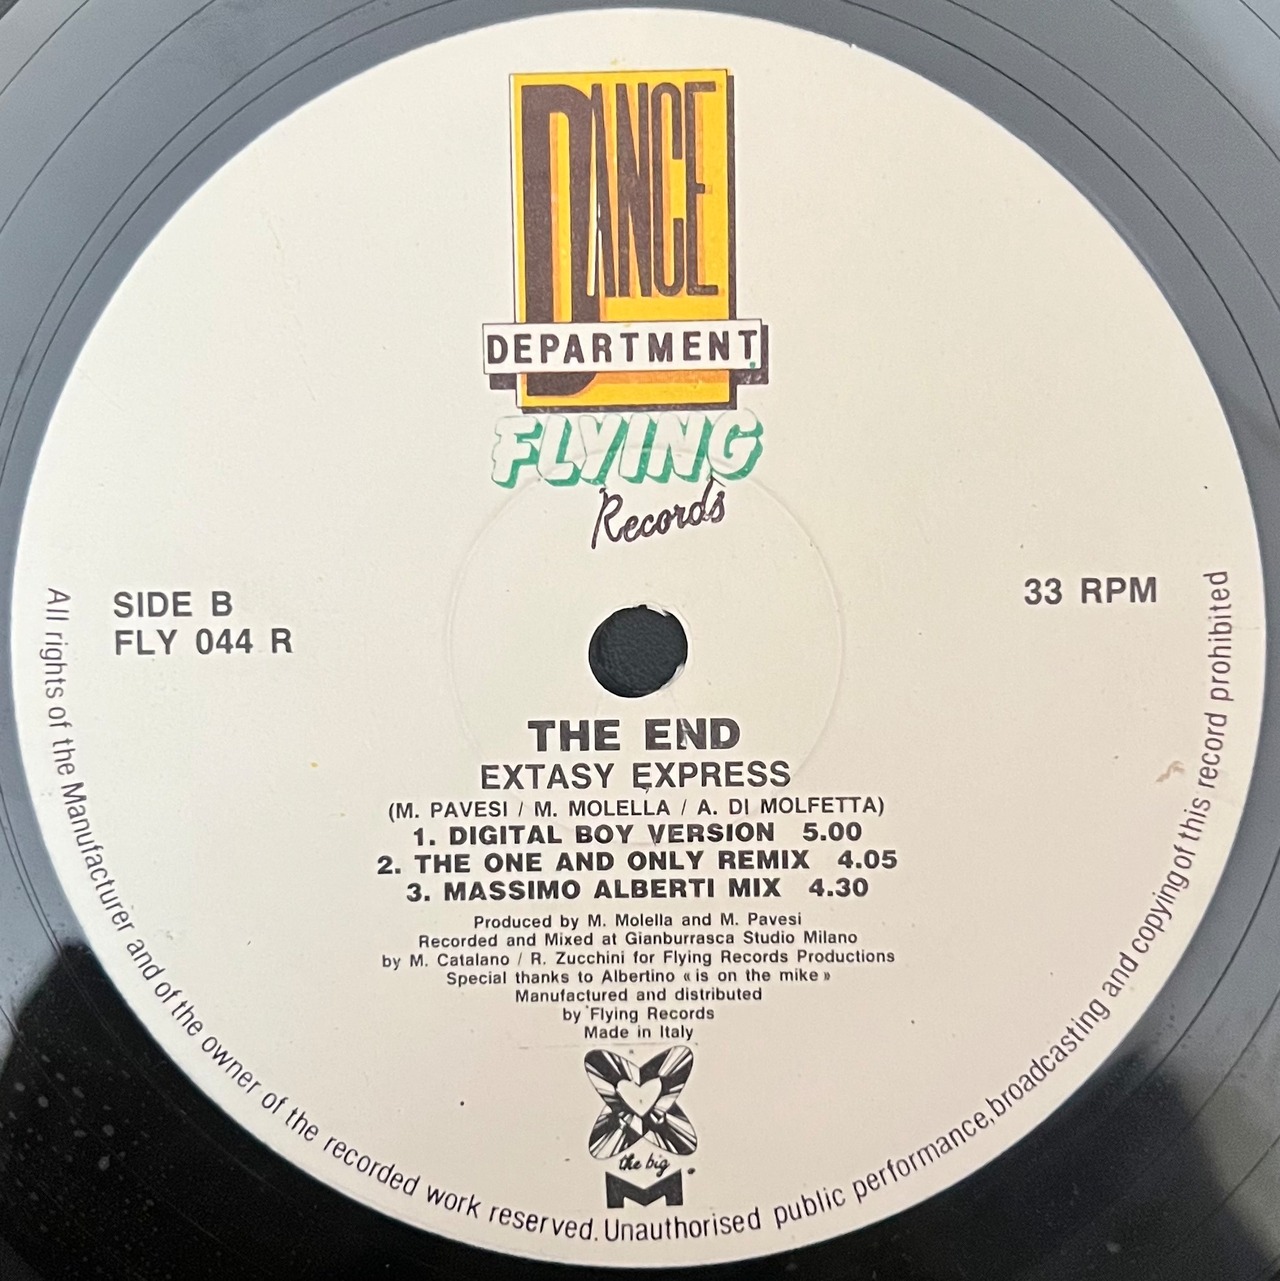 DANCE
DEPARTMENT
FLYING
Records
SIDE B
FLY 044 R
33 RPM
THE END
EXTASY EXPRESS
(M. PAVESI / M. MOLELLA / A. DI MOLFETTA)
1. DIGITAL BOY VERSION 5.00
2. THE ONE AND ONLY REMIX 4.05
3. MASSIMO ALBERTI MIX 4.30
Produced by M. Molella and M. Pavesi
Recorded and Mixed at Gianburrasca Studio Milano
by M. Catalano / R. Zucchini for Flying Records Productions
Special thanks to Albertino « is on the mike »
Manufactured and distributed
by Flying Records
Made in Italy
the big
M
All rights of the Manufacturer and of the owner of the recorded work reserved. Unauthorised public performance, broadcasting and copying of this record prohibited